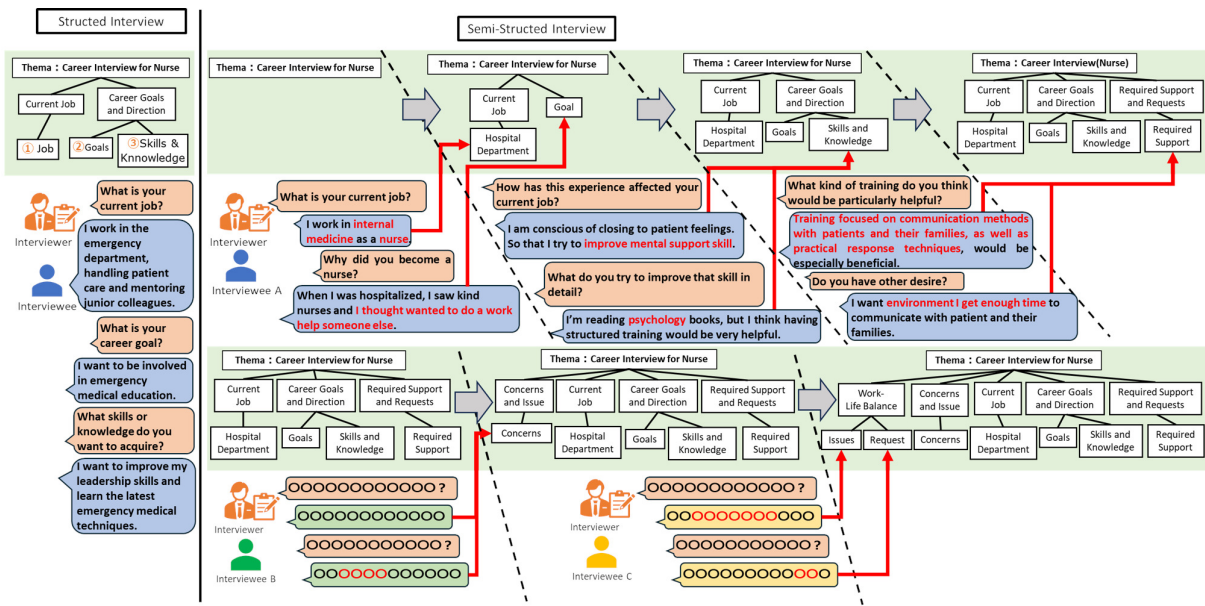 Structed Interview
Semi-Structed Interview
Thema：Career Interview for Nurse
Current Job
Career Goals
and Direction
① Job
② Goals
③Skills &
Knnowledge
What is your
current job?
Interviewer
I work in the
emergency
department,
handling patient
care and mentoring
junior colleagues.
Interviewee
What is your
career goal?
I want to be involved
in emergency
medical education.
What skills or
knowledge do you
want to acquire?
I want to improve my
leadership skills and
learn the latest
emergency medical
techniques.
Thema：Career Interview for Nurse
Thema：Career Interview for Nurse
Current
Job
Goal
Hospital
Department
Thema：Career Interview for Nurse
Current
Job
Career Goals
and Direction
Hospital
Department
Goals
Skills and
Knowledge
Thema：Career Interview(Nurse)
Current
Job
Career Goals
and Direction
Required Support
and Requests
Hospital
Department
Goals
Skills and
Knowledge
Required
Support
What is your current job?
Interviewer
I work in internal
medicine as a nurse.
Why did you become a
nurse?
Interviewee A
When I was hospitalized, I saw kind
nurses and I thought wanted to do a work
help someone else.
How has this experience affected your
current job?
I am conscious of closing to patient feelings.
So that I try to improve mental support skill.
What do you try to improve that skill in
detail?
I'm reading psychology books, but I think having
structured training would be very helpful.
What kind of training do you think
would be particularly helpful?
Training focused on communication methods
with patients and their families, as well as
practical response techniques, would be
especially beneficial.
Do you have other desire?
I want environment I get enough time to
communicate with patient and their
families.
Thema：Career Interview for Nurse
Current
Job
Career Goals
and Direction
Required Support
and Requests
Hospital
Department
Goals
Skills and
Knowledge
Required
Support
Thema：Career Interview for Nurse
Concerns
and Issue
Current
Job
Career Goals
and Direction
Required Support
and Requests
Concerns
Hospital
Department
Goals
Skills and
Knowledge
Required
Support
Thema：Career Interview for Nurse
Work-
Life Balance
Concerns
and Issue
Current
Job
Career Goals
and Direction
Required Support
and Requests
Issues
Request
Concerns
Hospital
Department
Goals
Skills and
Knowledge
Required
Support
OOOOOOOOOOOO？
Interviewer
OOOOOOOOOOOO
OOOOOOOOOOO？
Interviewee B
OOOOOOOOOOOOO
OOOOOOOOOOOO？
Interviewer
OOOOOOOOOOOO
OOOOOOOOOOO？
Interviewee C
OOOOOOOOOOOOO